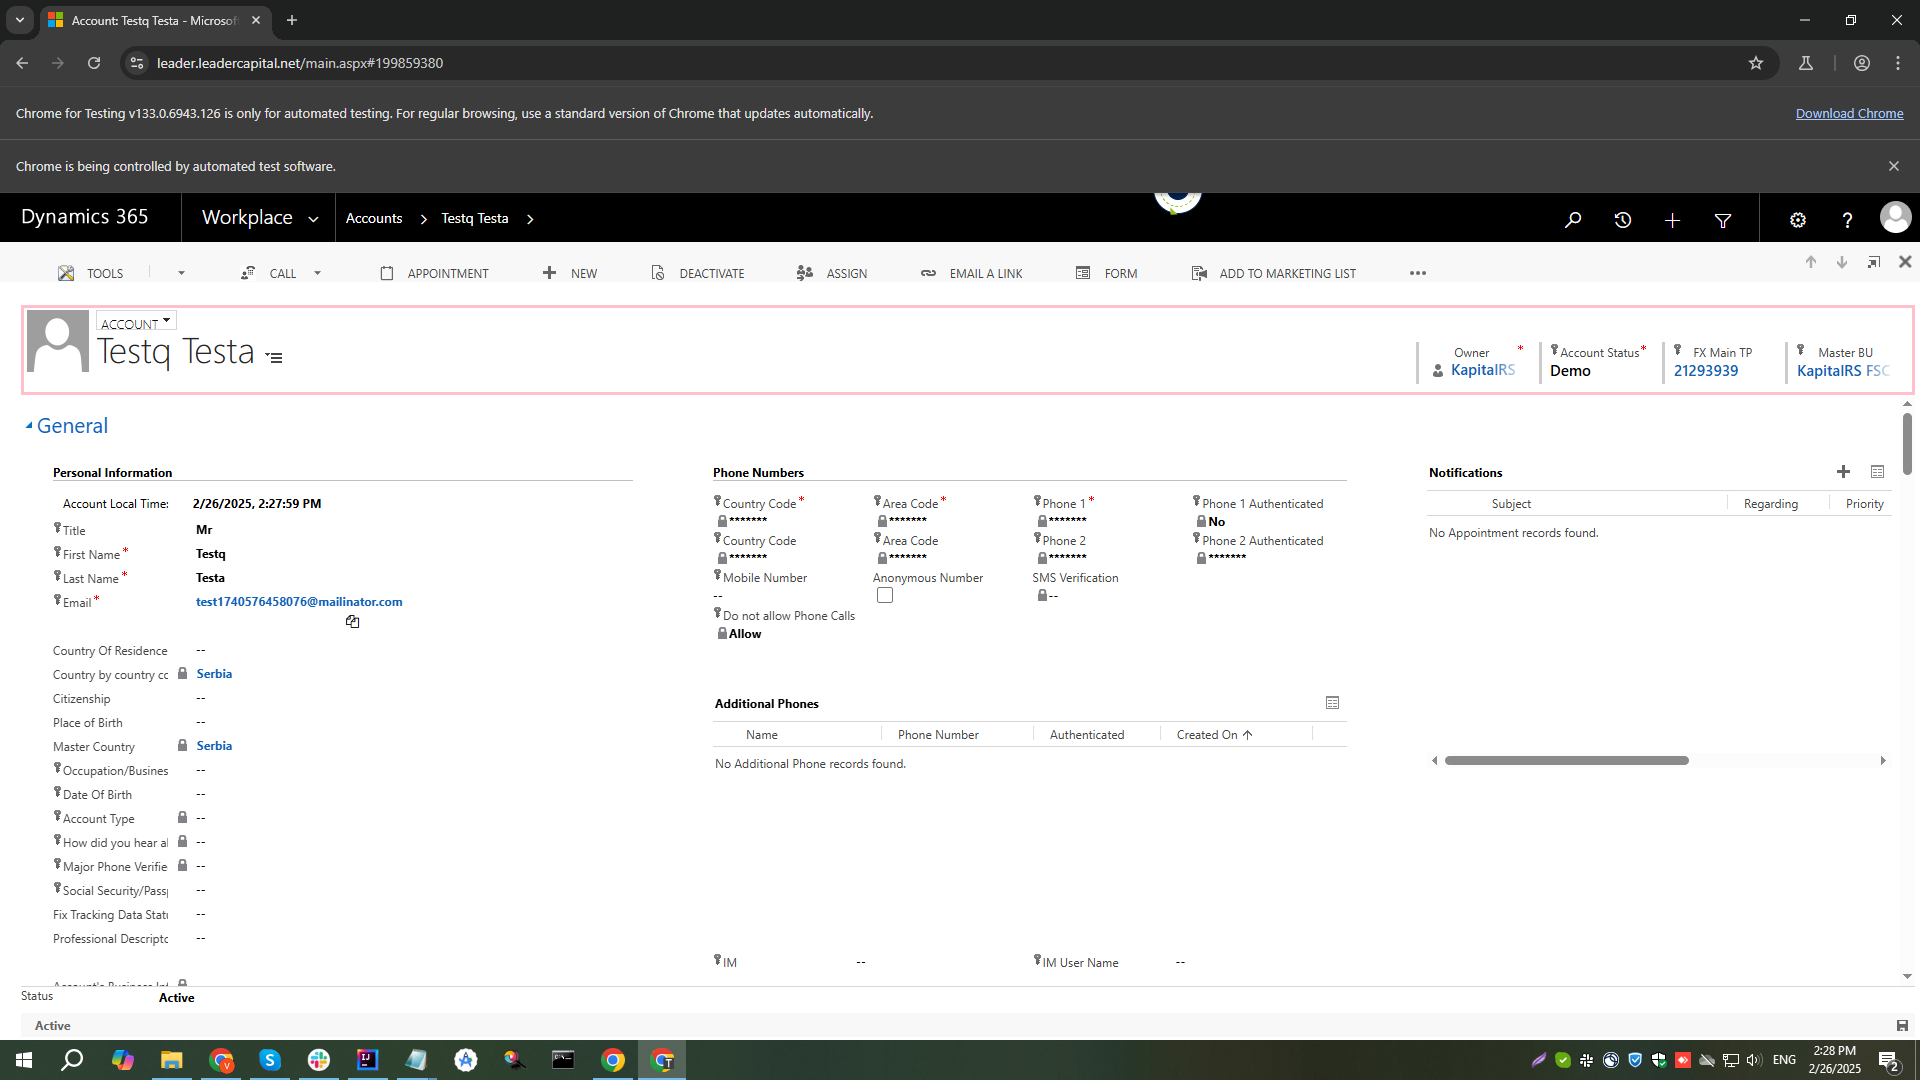 Account: Testq Testa - Microsof
leader.leadercapital.net/main.aspx#199859380
Chrome for Testing v133.0.6943.126 is only for automated testing. For regular browsing, use a standard version of Chrome that updates automatically.
Download Chrome
Chrome is being controlled by automated test software.
Dynamics 365
Workplace
Accounts
Testq Testa
TOOLS
CALL
APPOINTMENT
NEW
DEACTIVATE
ASSIGN
EMAIL A LINK
FORM
ADD TO MARKETING LIST
ACCOUNT
Testq Testa
Owner *
KapitalRS
Account Status *
Demo
FX Main TP
21293939
Master BU
KapitalRS FSC
General
Personal Information
Account Local Time: 2/26/2025, 2:27:59 PM
Title Mr
First Name * Testq
Last Name * Testa
Email * test1740576458076@mailinator.com
Country Of Residence --
Country by country cc Serbia
Citizenship --
Place of Birth --
Master Country Serbia
Occupation/Busines --
Date Of Birth --
Account Type --
How did you hear a --
Major Phone Verifie --
Social Security/Passp --
Fix Tracking Data Statu --
Professional Descripto --
Phone Numbers
Country Code * Area Code * Phone 1 * Phone 1 Authenticated
******* ******* ******* No
Country Code Area Code Phone 2 Phone 2 Authenticated
******* ******* ******* *******
Mobile Number Anonymous Number SMS Verification
-- --
Do not allow Phone Calls
Allow
Additional Phones
Name Phone Number Authenticated Created On
No Additional Phone records found.
IM -- IM User Name --
Notifications
Subject Regarding Priority
No Appointment records found.
Status Active
Active
ENG
2:28 PM
2/26/2025
2